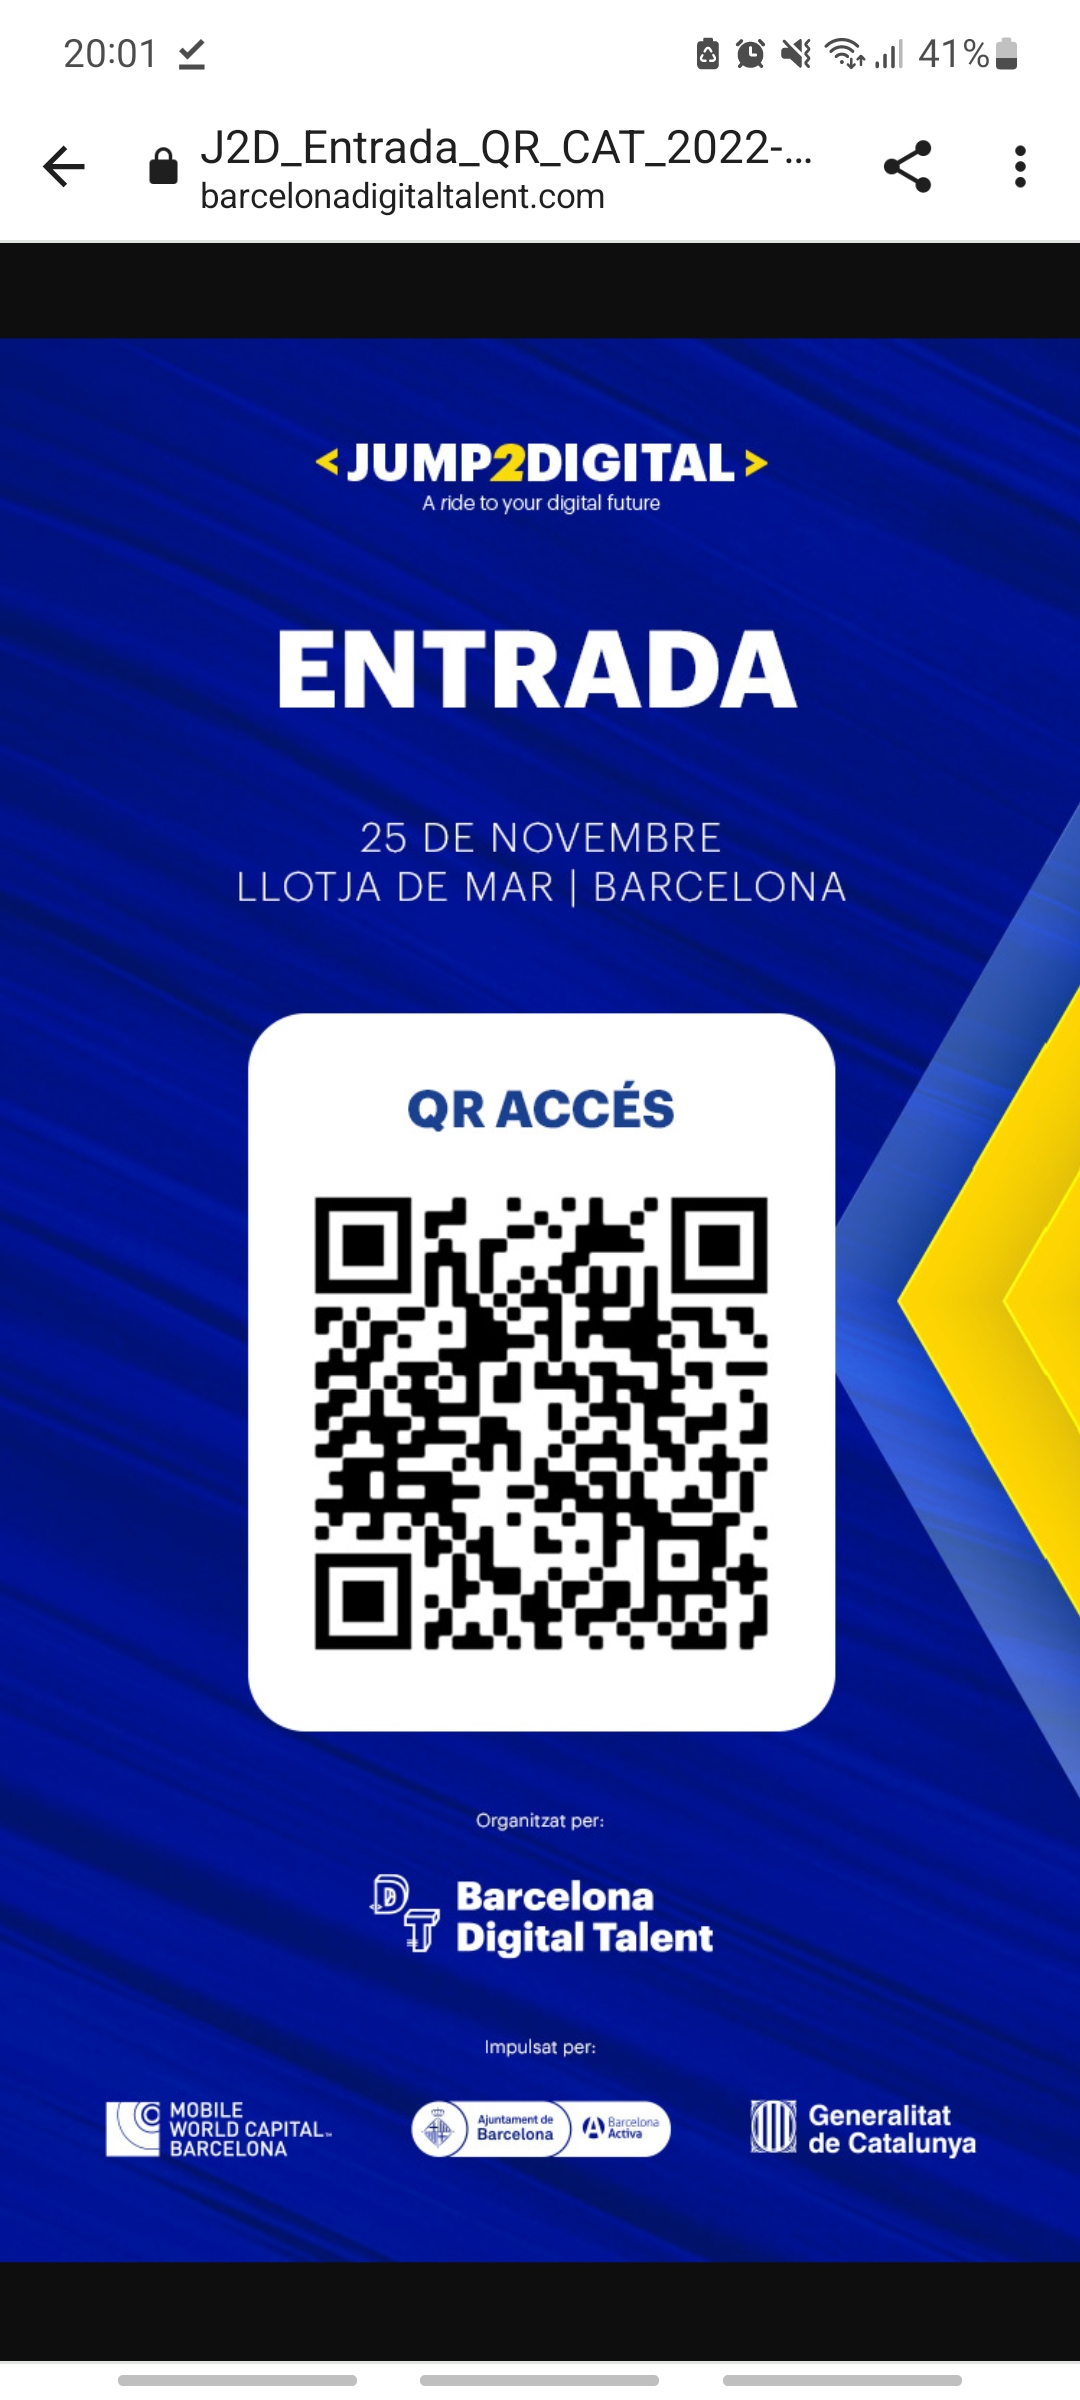 20:01
41%
J2D_Entrada_QR_CAT_2022-...
barcelonadigitaltalent.com
<JUMP2DIGITAL>
A ride to your digital future
ENTRADA
25 DE NOVEMBRE
LLOTJA DE MAR | BARCELONA
QR ACCÉS
Organitzat per:
DT
Barcelona
Digital Talent
Impulsat per:
MOBILE
WORLD CAPITAL™
BARCELONA
Ajuntament de
Barcelona
Barcelona
Activa
Generalitat
de Catalunya